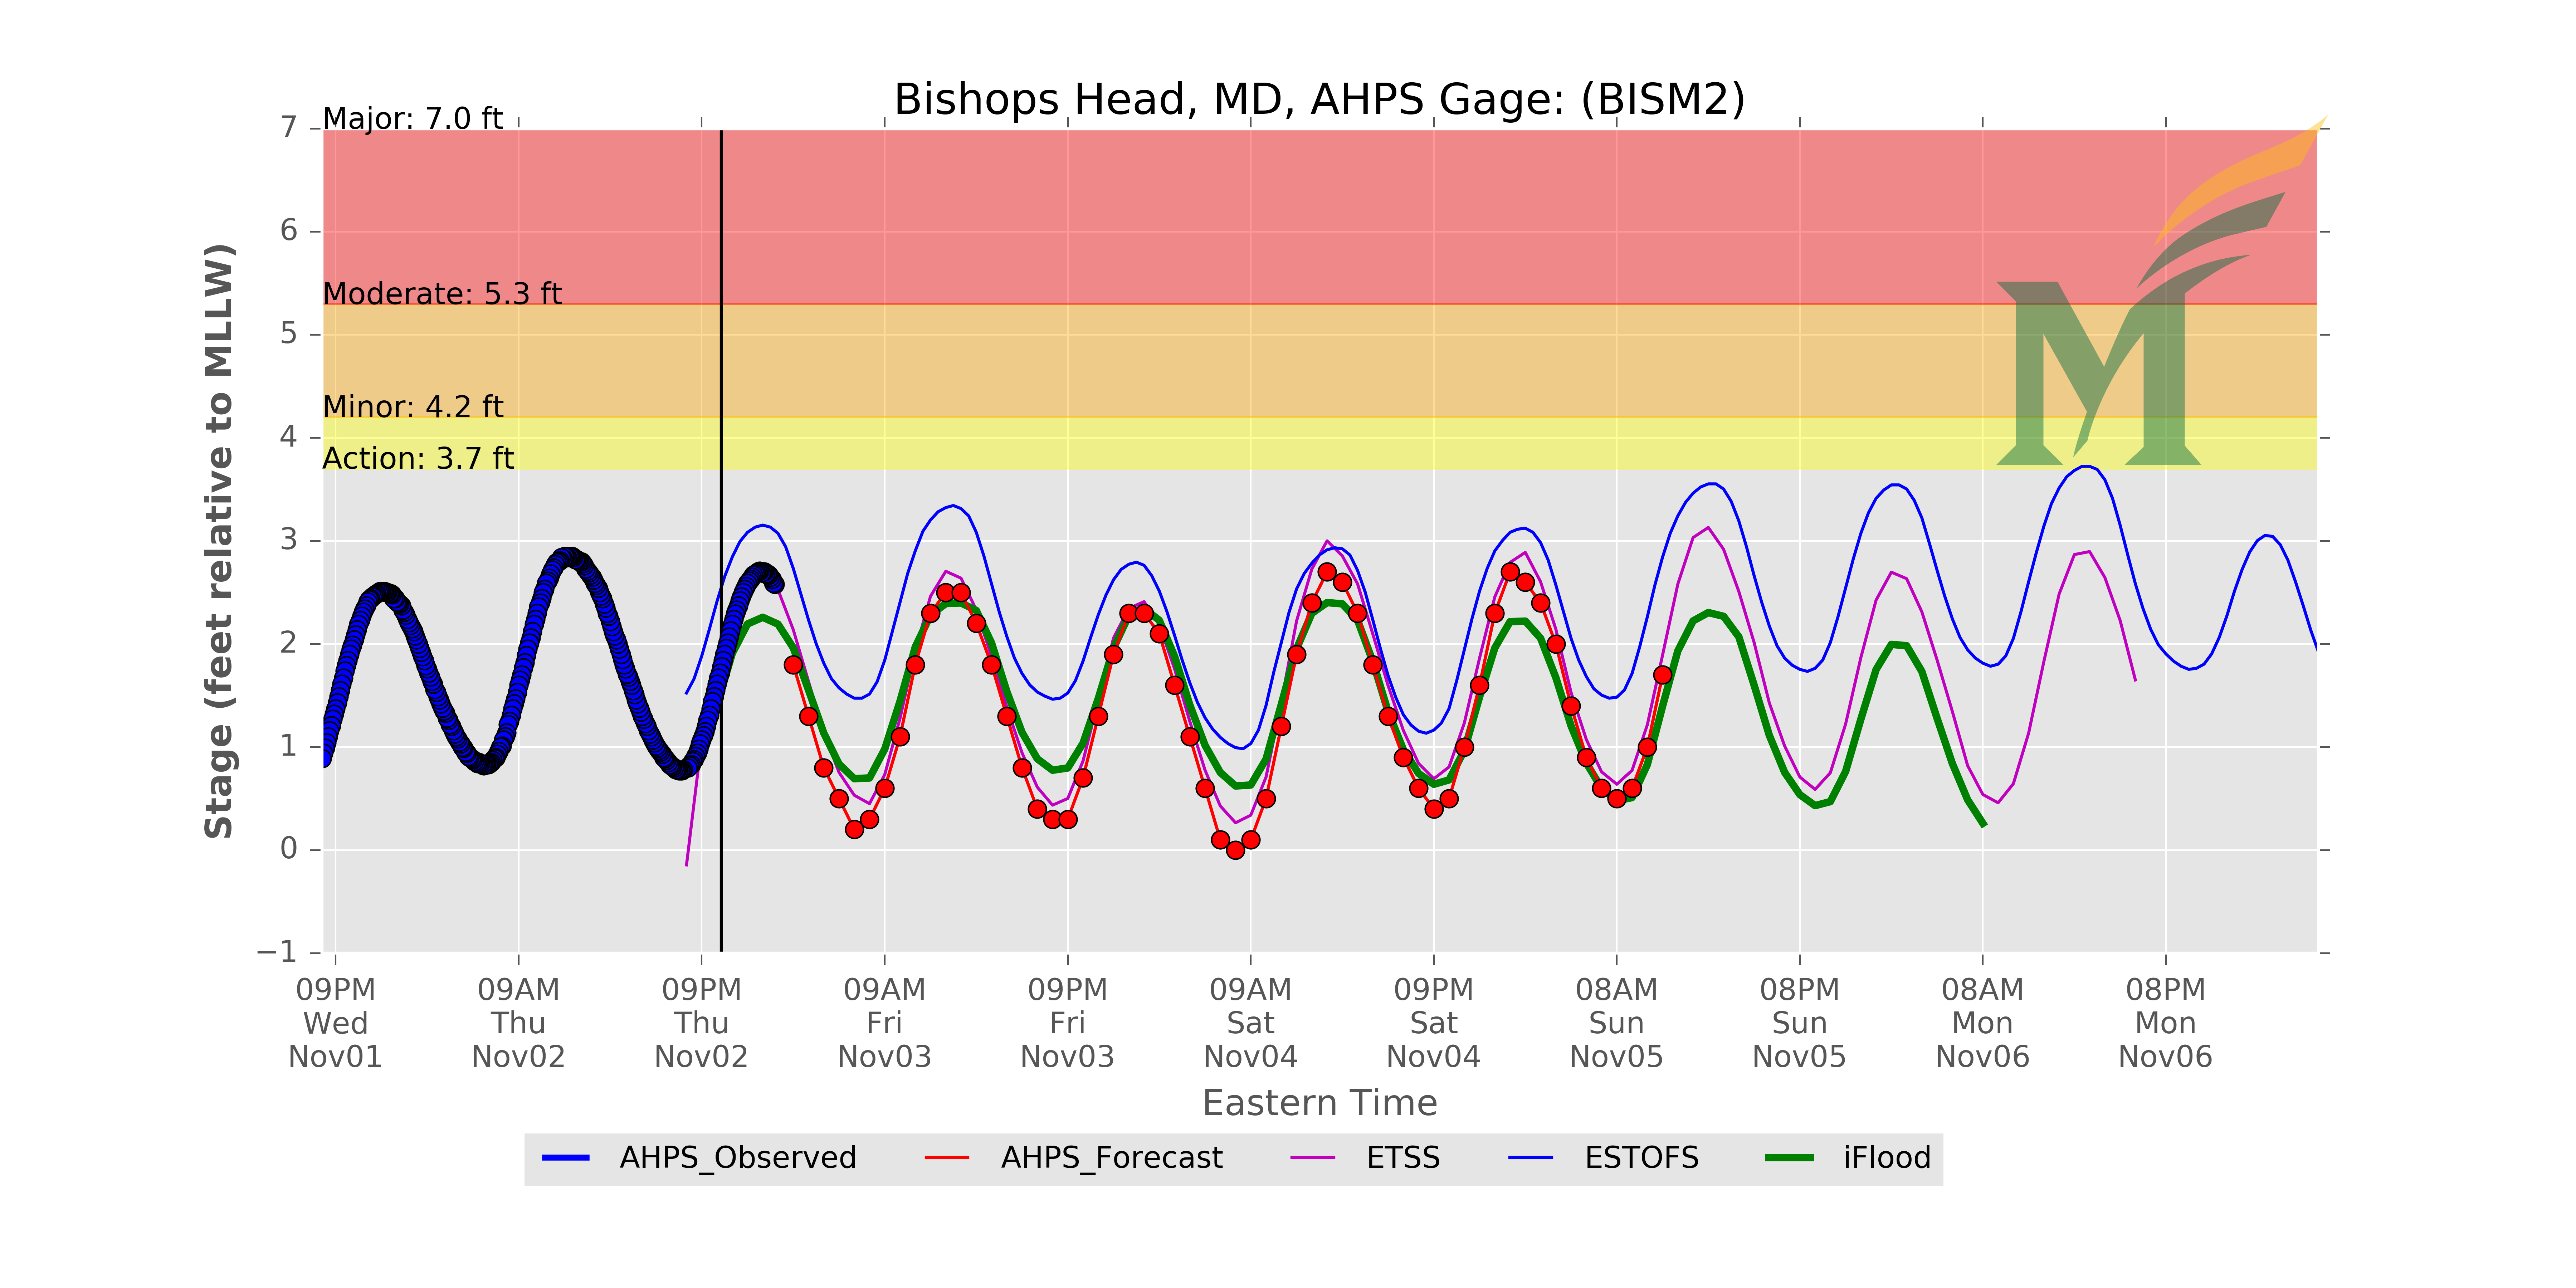 Bishops Head, MD, AHPS Gage: (BISM2)
Major: 7.0 ft
Moderate: 5.3 ft
Minor: 4.2 ft
Action: 3.7 ft
Stage (feet relative to MLLW)
7
6
5
4
3
2
1
0
−1
09PM
Wed
Nov01
09AM
Thu
Nov02
09PM
Thu
Nov02
09AM
Fri
Nov03
09PM
Fri
Nov03
09AM
Sat
Nov04
09PM
Sat
Nov04
08AM
Sun
Nov05
08PM
Sun
Nov05
08AM
Mon
Nov06
08PM
Mon
Nov06
Eastern Time
AHPS_Observed AHPS_Forecast ETSS ESTOFS iFlood
M